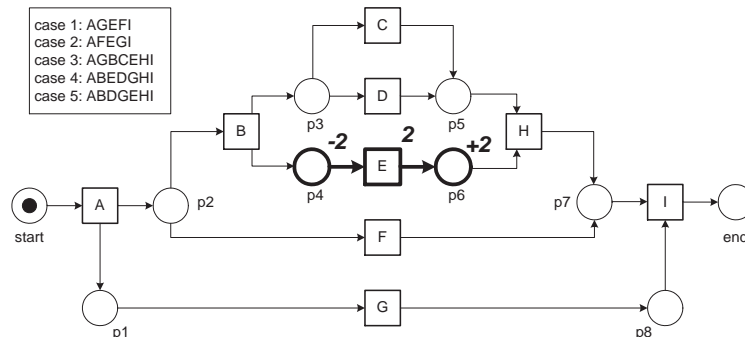 case 1: AGEFI
case 2: AFEGI
case 3: AGBCEHI
case 4: ABEDGHI
case 5: ABDGEHI
C
D
p3
p5
B
H
-2
2
+2
E
p4
p6
A
p2
p7
I
start
end
F
G
p1
p8